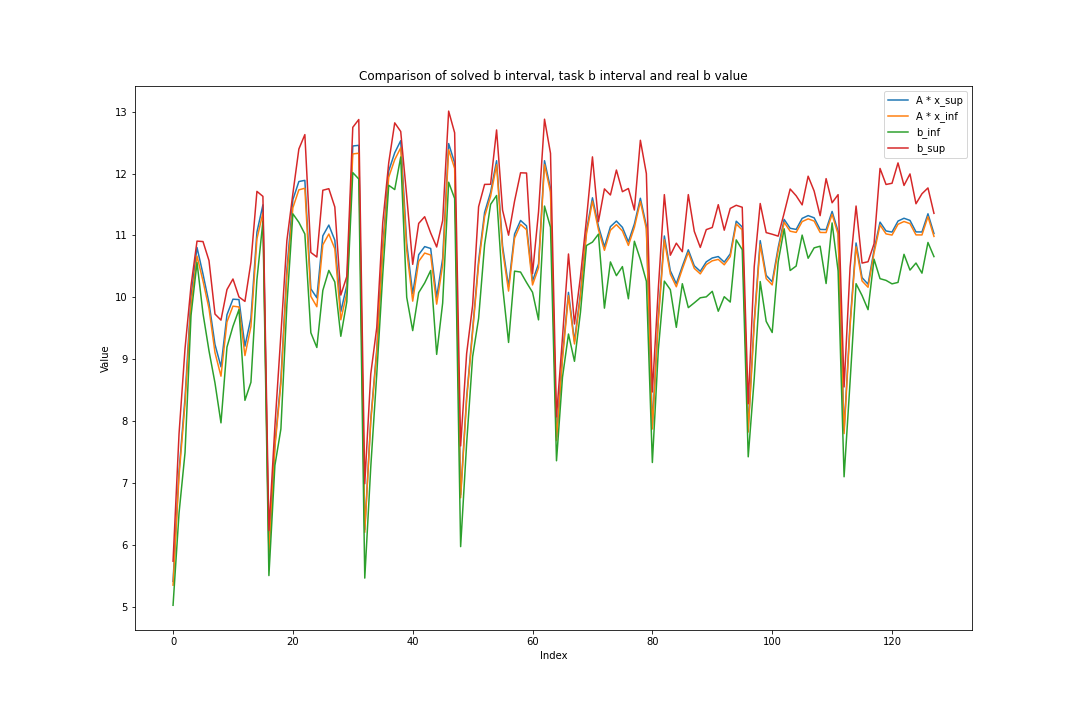 Comparison of solved b interval, task b interval and real b value
A * x_sup
A * x_inf
b_inf
b_sup
Value
13
12
11
10
9
8
7
6
5
0 20 40 60 80 100 120
Index